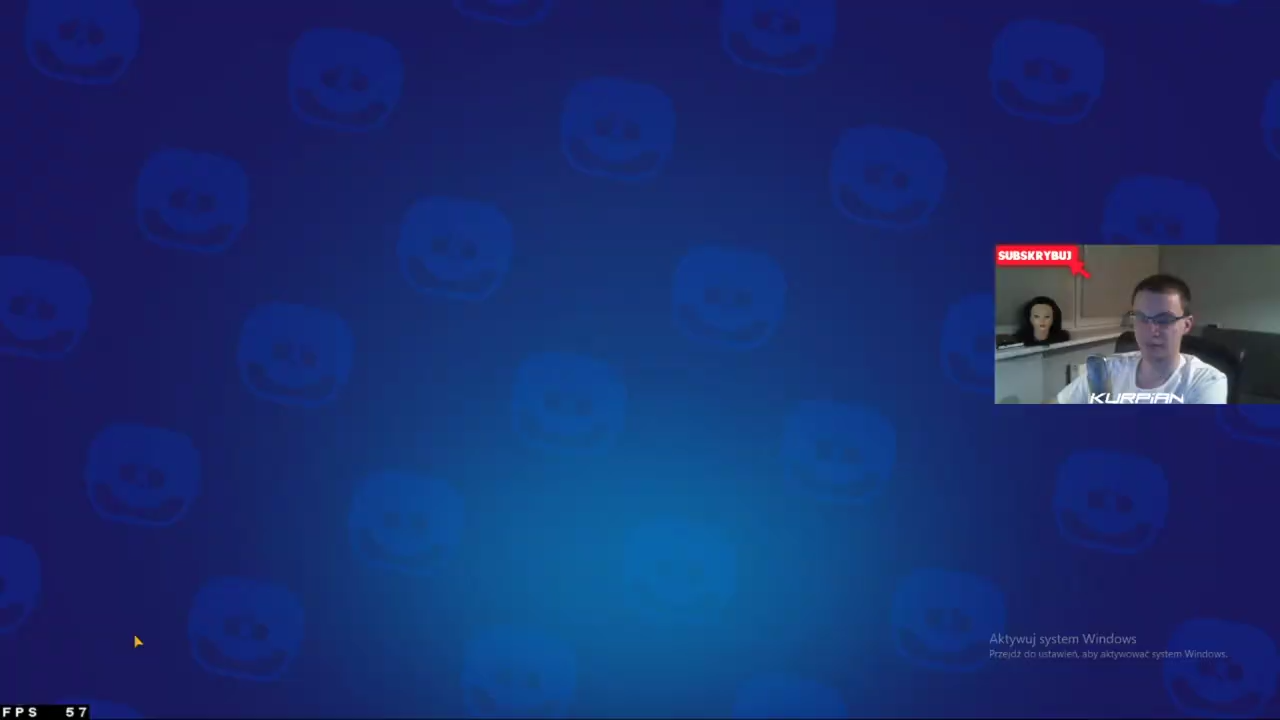 SUBSKRYBUJ
KURPiAN
Aktywuj system Windows
Przejdź do ustawień, aby aktywować system Windows.
FPS 57